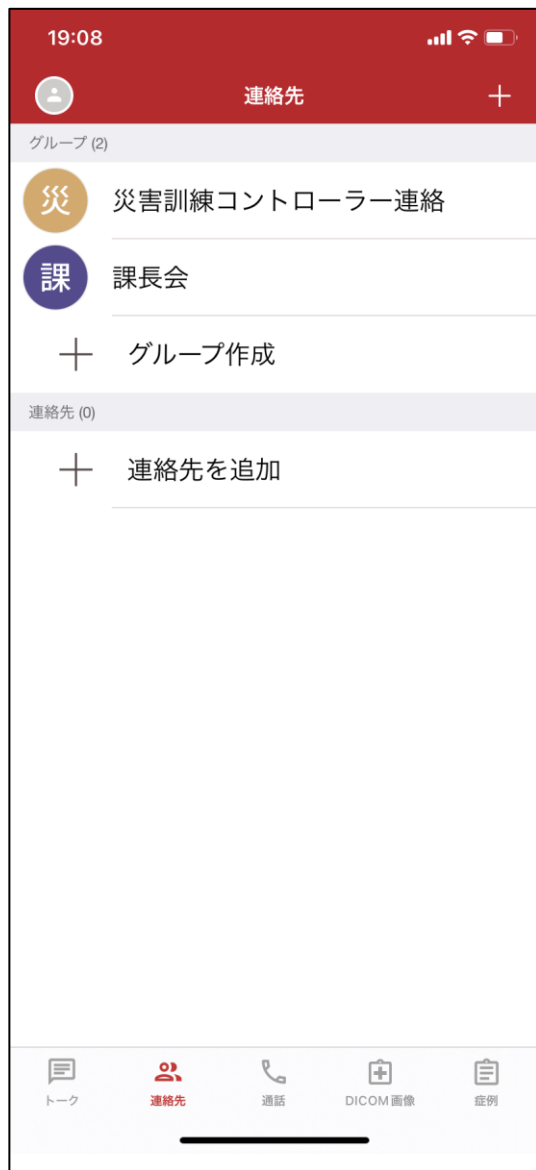 19:08
連絡先
グループ (2)
災 災害訓練コントローラー連絡
課 課長会
グループ作成
連絡先 (0)
連絡先を追加
トーク 連絡先 通話 DICOM画像 症例